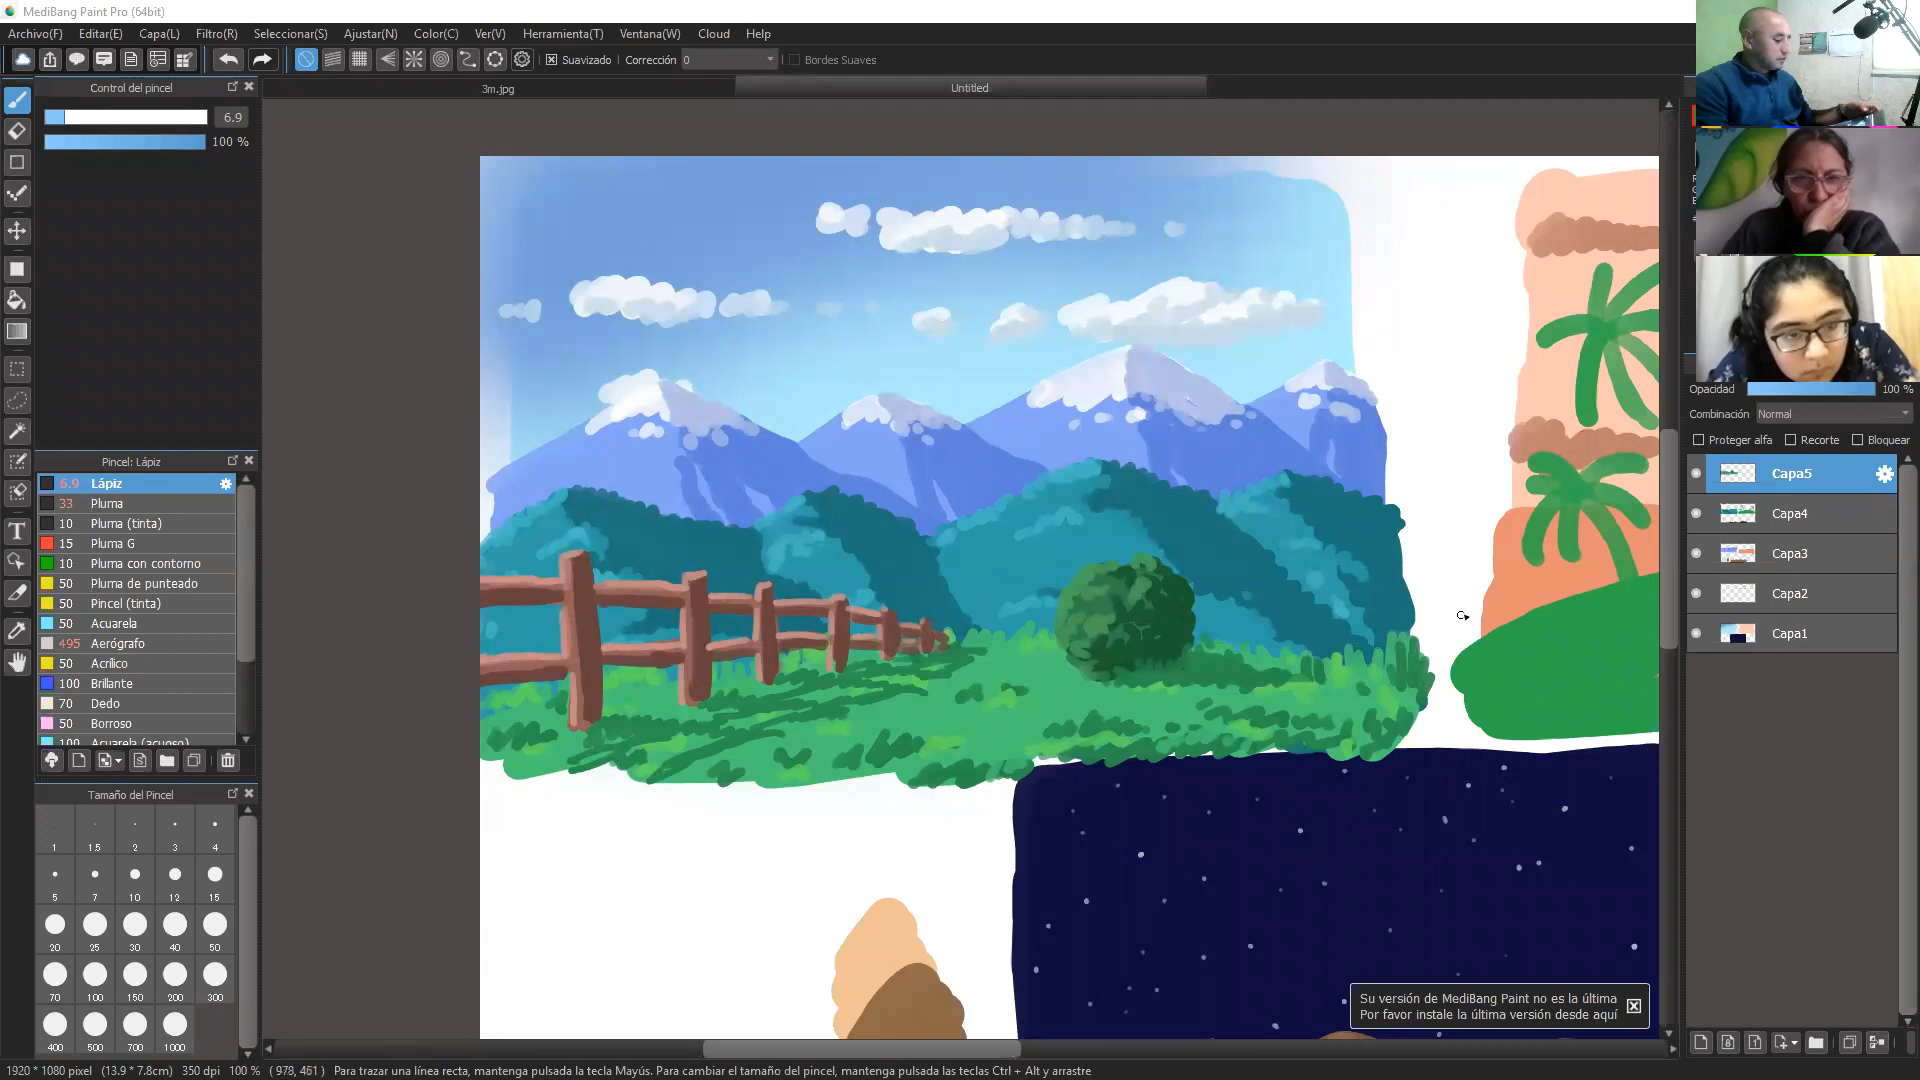 MediBang Paint Pro (64bit)
Archivo(F) Editar(E) Capa(L) Filtro(R) Seleccionar(S) Ajustar(N) Color(C) Ver(V) Herramienta(T) Ventana(W) Cloud Help
Suavizado Corrección 0 Bordes Suaves
Control del pincel
3m.jpg
Untitled
6.9
100 %
Opacidad 100 %
Combinación Normal
Proteger alfa Recorte Bloquear
Pincel: Lápiz
6.9 Lápiz
33 Pluma
10 Pluma (tinta)
15 Pluma G
10 Pluma con contorno
50 Pluma de punteado
50 Pincel (tinta)
50 Acuarela
495 Aerógrafo
50 Acrílico
100 Brillante
70 Dedo
50 Borroso
100 Acuarela (acuoso)
Capa5
Capa4
Capa3
Capa2
Capa1
Tamaño del Pincel
1 1.5 2 3 4
5 7 10 12 15
20 25 30 40 50
70 100 150 200 300
400 500 700 1000
Su versión de MediBang Paint no es la última
Por favor instale la última versión desde aquí
1920 * 1080 pixel (13.9 * 7.8cm) 350 dpi 100 % ( 978, 461 ) Para trazar una línea recta, mantenga pulsada la tecla Mayús. Para cambiar el tamaño del pincel, mantenga pulsada las teclas Ctrl + Alt y arrastre